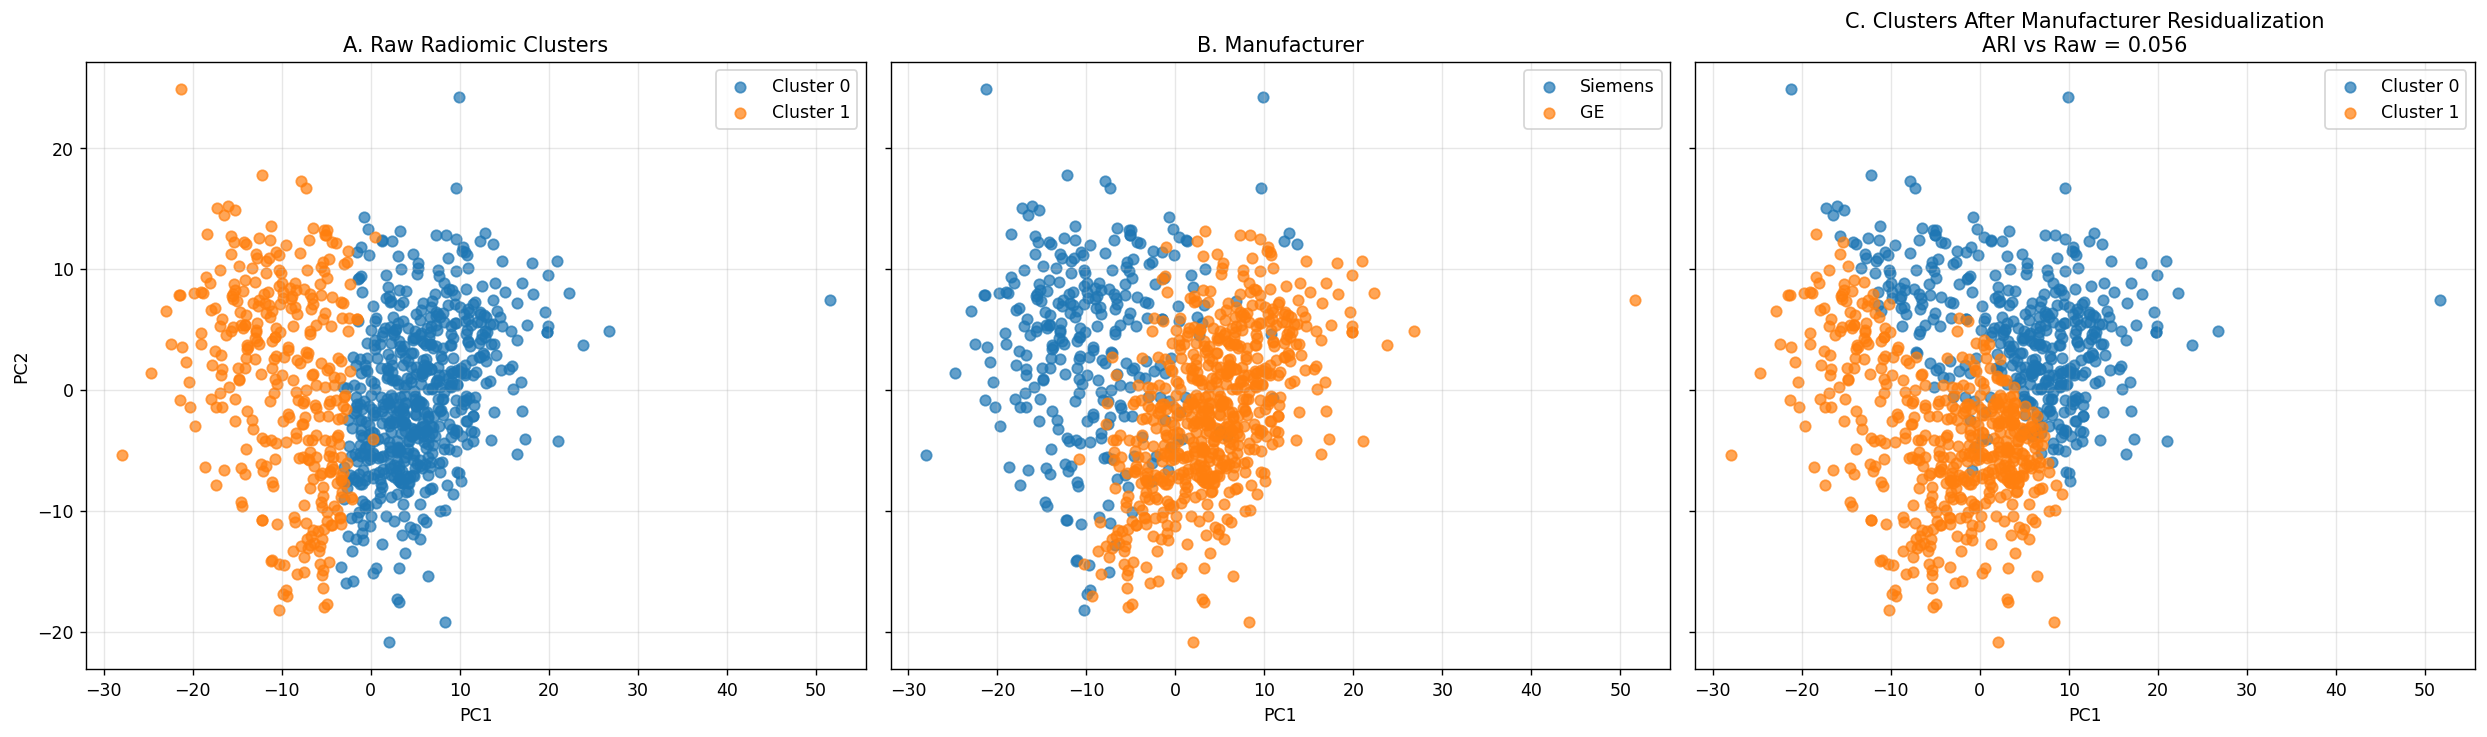 A. Raw Radiomic Clusters
Cluster 0
Cluster 1
PC2
20
10
0
−10
−20
−30 −20 −10 0 10 20 30 40 50
PC1
B. Manufacturer
Siemens
GE
−30 −20 −10 0 10 20 30 40 50
PC1
C. Clusters After Manufacturer Residualization
ARI vs Raw = 0.056
Cluster 0
Cluster 1
−30 −20 −10 0 10 20 30 40 50
PC1